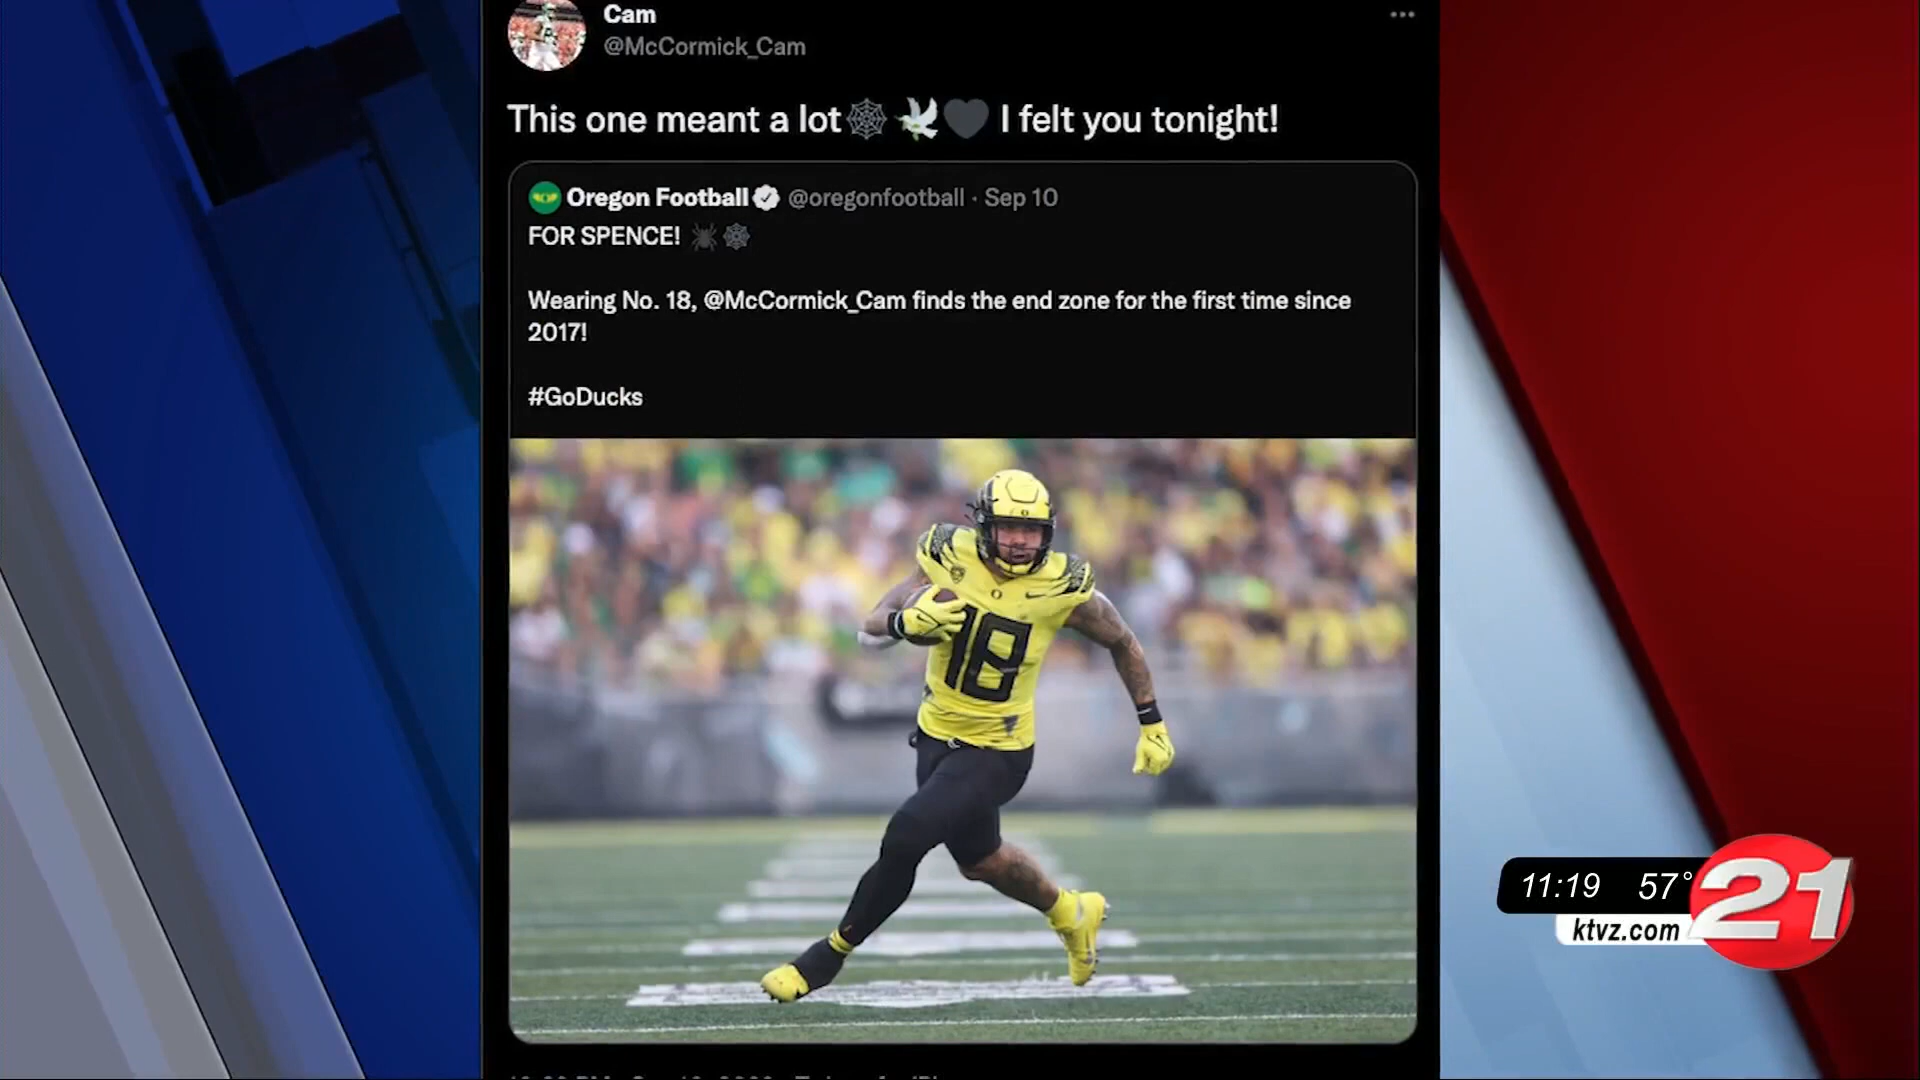 Cam
@McCormick_Cam
This one meant a lot🕸️🕊️🖤 I felt you tonight!
Oregon Football @oregonfootball · Sep 10
FOR SPENCE! 🕷️🕸️
Wearing No. 18, @McCormick_Cam finds the end zone for the first time since
2017!
#GoDucks
18
11:19 57°
21
ktvz.com